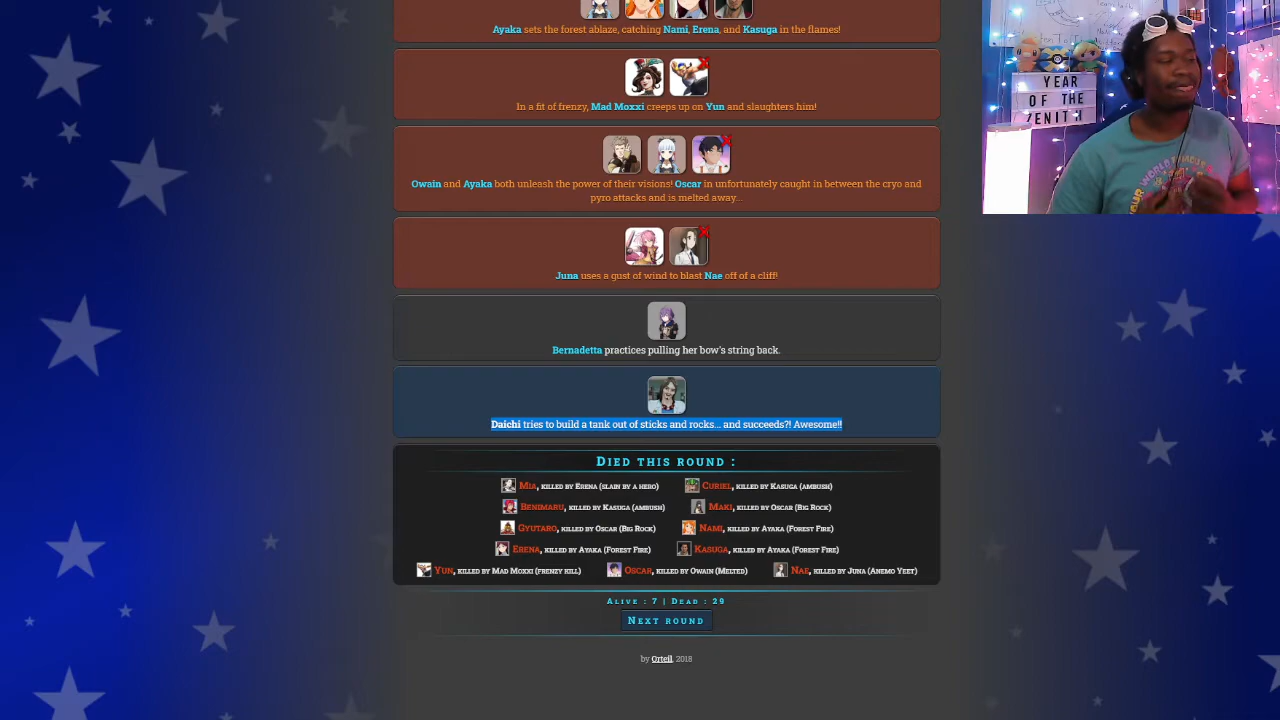 Ayaka sets the forest ablaze, catching Nami, Erena, and Kasuga in the flames!
In a fit of frenzy, Mad Moxxi creeps up on Yun and slaughters him!
Owain and Ayaka both unleash the power of their visions! Oscar in unfortunately caught in between the cryo and
pyro attacks and is melted away...
Juna uses a gust of wind to blast Nae off of a cliff!
Bernadetta practices pulling her bow's string back.
Daichi tries to build a tank out of sticks and rocks... and succeeds?! Awesome!!
Died this round :
Mia, killed by Erena (slain by a hero) Curiel, killed by Kasuga (ambush)
Benimaru, killed by Kasuga (ambush) Maki, killed by Oscar (Big Rock)
Gyutaro, killed by Oscar (Big Rock) Nami, killed by Ayaka (Forest Fire)
Erena, killed by Ayaka (Forest Fire) Kasuga, killed by Ayaka (Forest Fire)
Yun, killed by Mad Moxxi (frenzy kill) Oscar, killed by Owain (Melted) Nae, killed by Juna (Anemo Yeet)
Alive : 7 | Dead : 29
Next round
by Orteil, 2018
YEAR
OF THE
ZENITH
YOUR WORLD